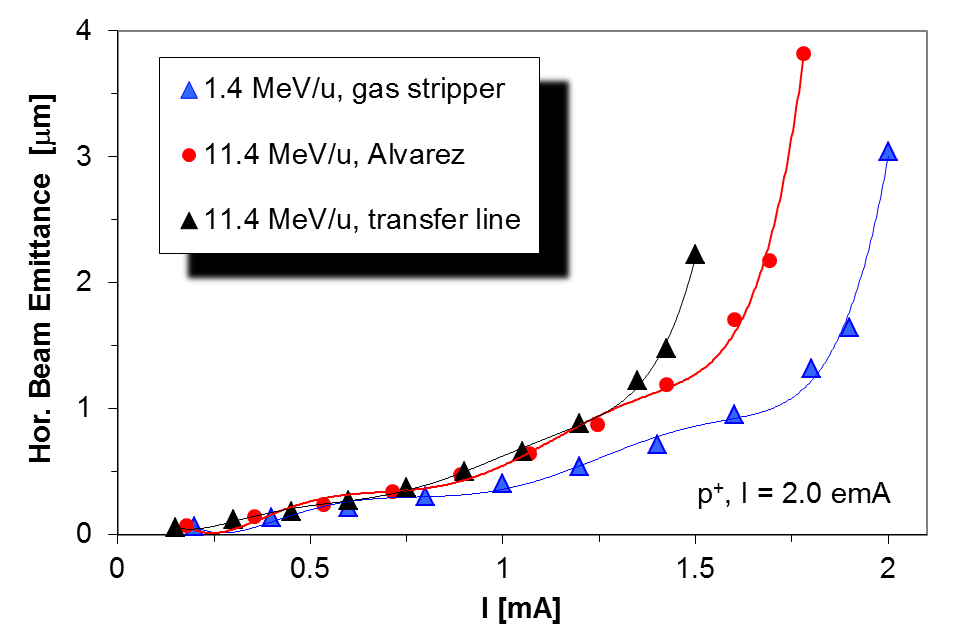 4
3
2
1
0
Hor. Beam Emittance [μm]
1.4 MeV/u, gas stripper
11.4 MeV/u, Alvarez
11.4 MeV/u, transfer line
p⁺, I = 2.0 emA
0 0.5 1 1.5 2
I [mA]